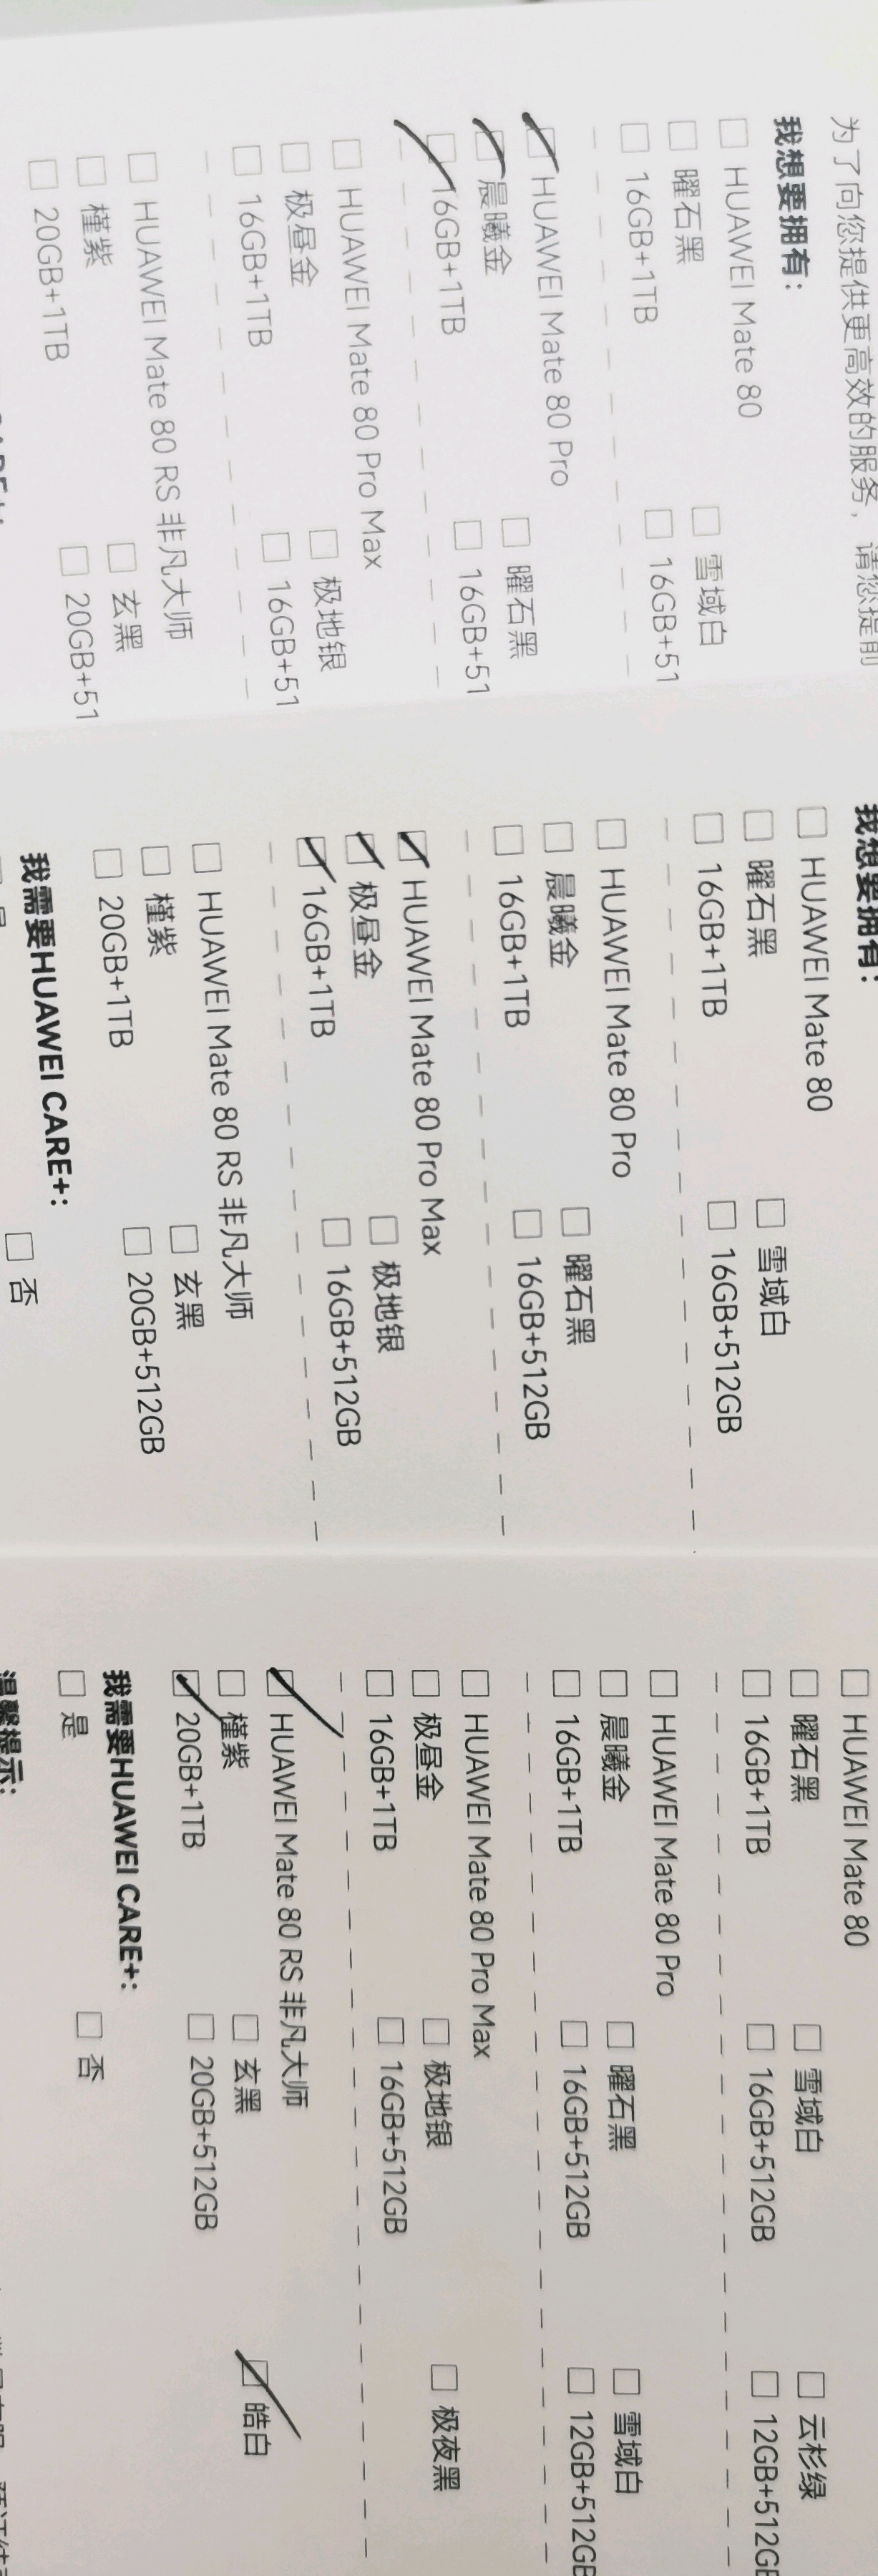 为了向您提供更高效的服务，请您提前
我想要拥有：
□ HUAWEI Mate 80
□ 曜石黑 □ 雪域白
□ 16GB+1TB □ 16GB+51
☑ HUAWEI Mate 80 Pro
☑ 晨曦金 □ 曜石黑
☑ 16GB+1TB □ 16GB+51
□ HUAWEI Mate 80 Pro Max
□ 极昼金 □ 极地银
□ 16GB+1TB □ 16GB+51
□ HUAWEI Mate 80 RS 非凡大师
□ 槿紫 □ 玄黑
□ 20GB+1TB □ 20GB+51
我想要拥有：
□ HUAWEI Mate 80
□ 曜石黑 □ 雪域白
□ 16GB+1TB □ 16GB+512GB
□ HUAWEI Mate 80 Pro
□ 晨曦金 □ 曜石黑
□ 16GB+1TB □ 16GB+512GB
☑ HUAWEI Mate 80 Pro Max
☑ 极昼金 □ 极地银
☑ 16GB+1TB □ 16GB+512GB
□ HUAWEI Mate 80 RS 非凡大师
□ 槿紫 □ 玄黑
□ 20GB+1TB □ 20GB+512GB
我需要HUAWEI CARE+:
□ 否
□ HUAWEI Mate 80
□ 曜石黑 □ 雪域白 □ 云杉绿
□ 16GB+1TB □ 16GB+512GB □ 12GB+512GB
□ HUAWEI Mate 80 Pro
□ 晨曦金 □ 曜石黑 □ 雪域白
□ 16GB+1TB □ 16GB+512GB □ 12GB+512GB
□ HUAWEI Mate 80 Pro Max
□ 极昼金 □ 极地银 □ 极夜黑
□ 16GB+1TB □ 16GB+512GB
☑ HUAWEI Mate 80 RS 非凡大师
□ 槿紫 □ 玄黑 ☑ 皓白
☑ 20GB+1TB □ 20GB+512GB
我需要HUAWEI CARE+:
□ 是 □ 否
温馨提示：